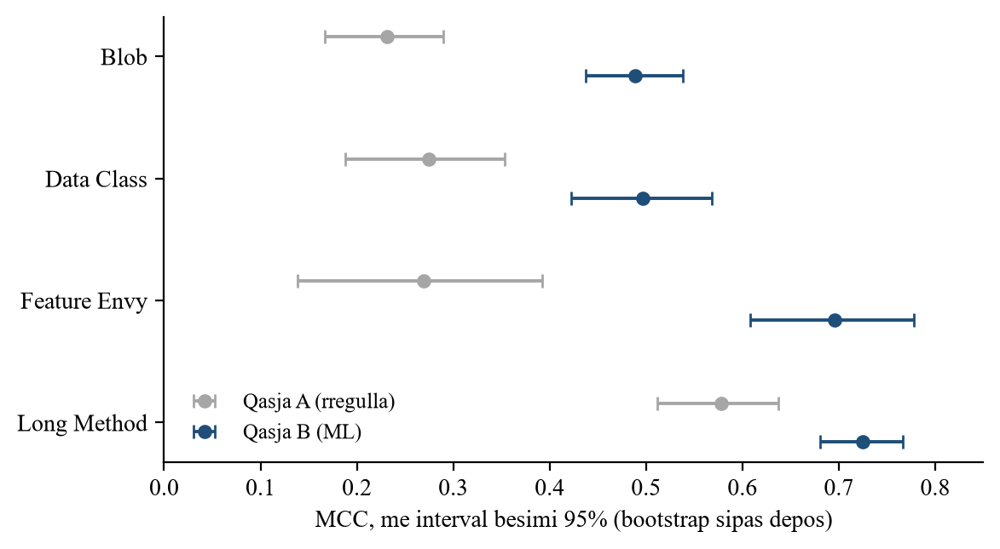 Blob
Data Class
Feature Envy
Long Method
Qasja A (rregulla)
Qasja B (ML)
0.0 0.1 0.2 0.3 0.4 0.5 0.6 0.7 0.8
MCC, me interval besimi 95% (bootstrap sipas depos)